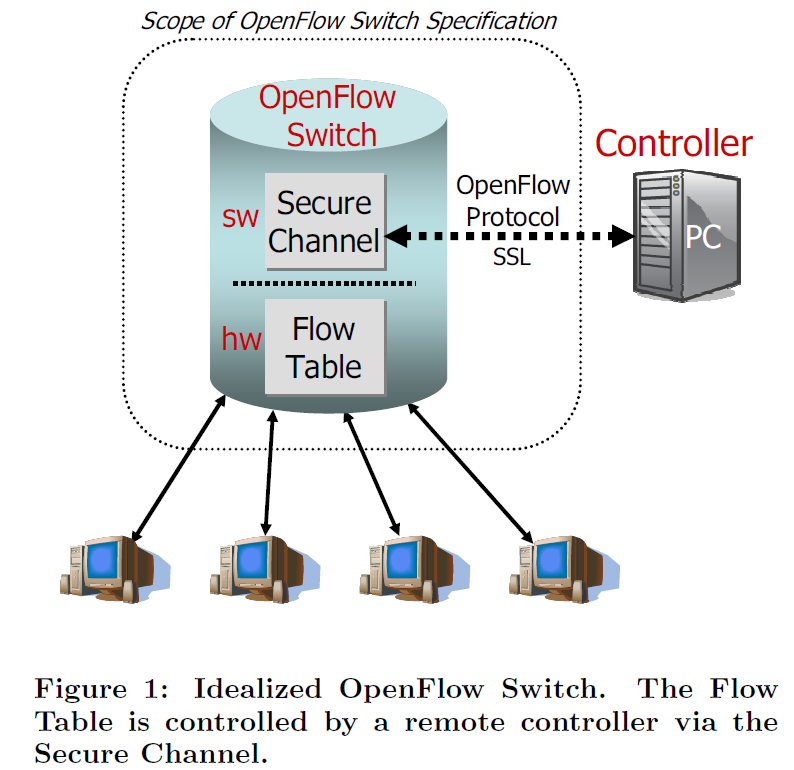 Scope of OpenFlow Switch Specification
OpenFlow
Switch
sw
Secure
Channel
hw
Flow
Table
OpenFlow
Protocol
SSL
Controller
PC
Figure 1: Idealized OpenFlow Switch. The Flow
Table is controlled by a remote controller via the
Secure Channel.